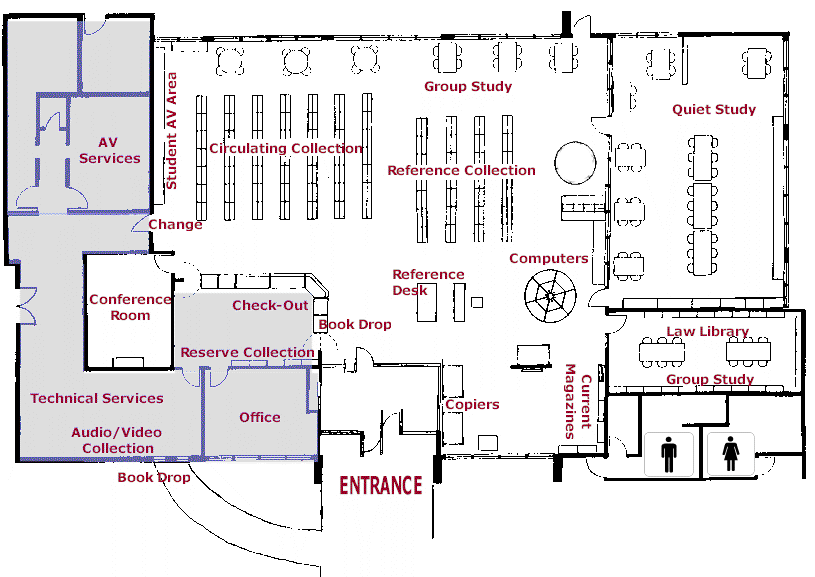 Group Study
Quiet Study
Student AV Area
AV
Services
Circulating Collection
Reference Collection
Change
Computers
Reference
Desk
Conference
Room
Check-Out
Book Drop
Law Library
Reserve Collection
Group Study
Current
Magazines
Technical Services
Copiers
Office
Audio/Video
Collection
Book Drop
ENTRANCE